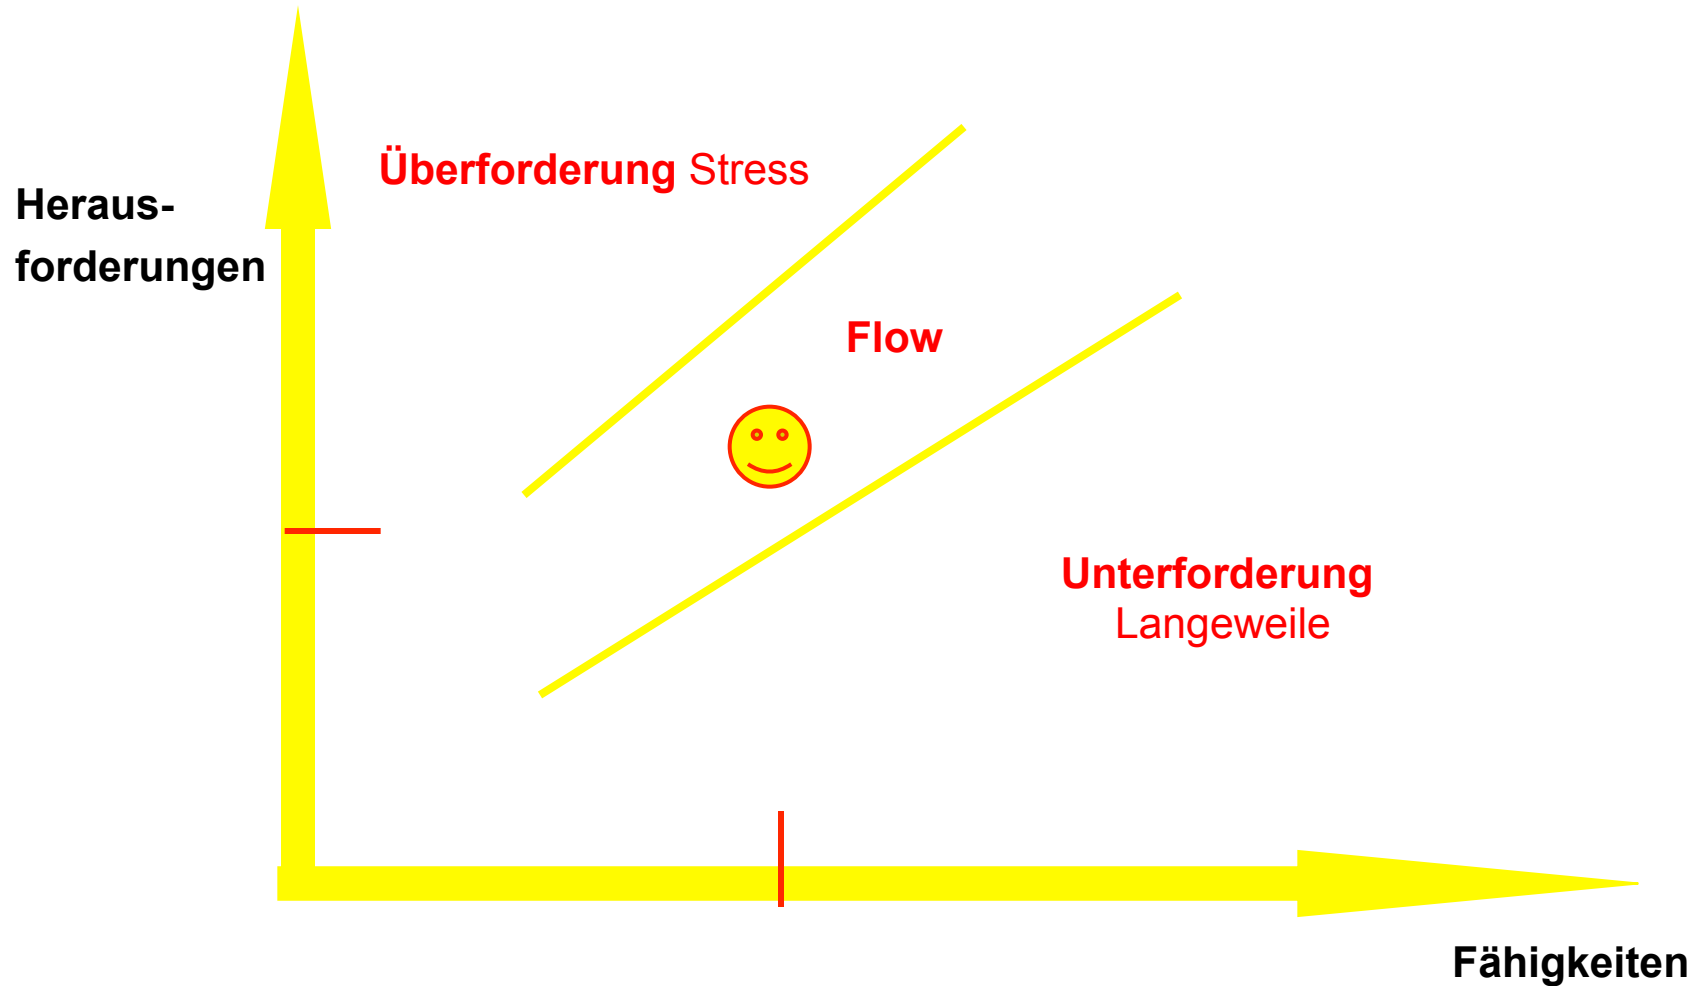 Überforderung Stress
Heraus-
forderungen
Flow
Unterforderung
Langeweile
Fähigkeiten